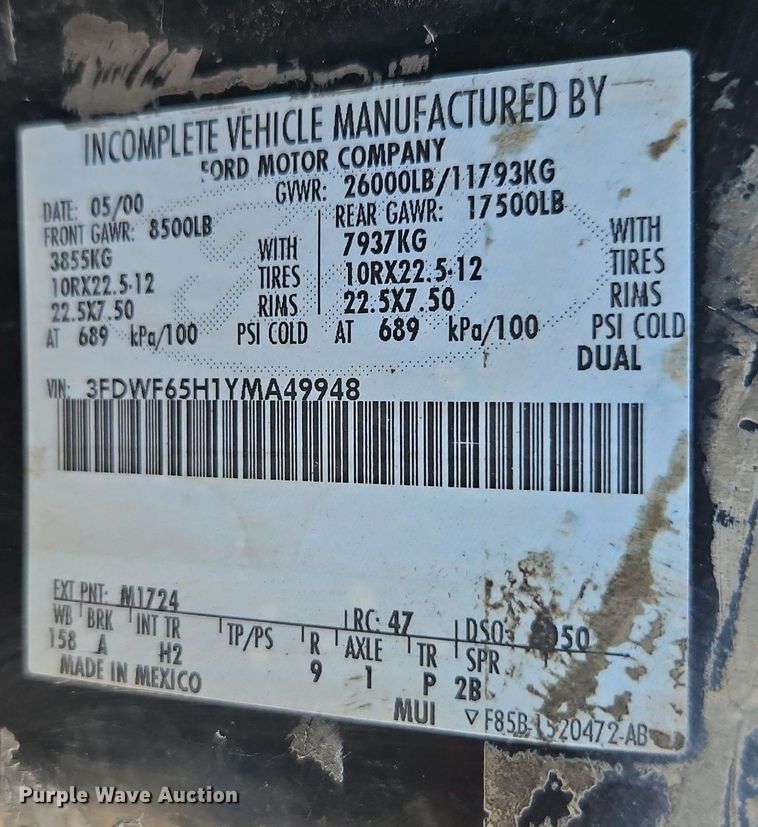 INCOMPLETE VEHICLE MANUFACTURED BY
FORD MOTOR COMPANY
DATE: 05/00 GVWR: 26000LB/11793KG
FRONT GAWR: 8500LB REAR GAWR: 17500LB
3855KG WITH 7937KG WITH
10RX22.5-12 TIRES 10RX22.5-12 TIRES
22.5X7.50 RIMS 22.5X7.50 RIMS
AT 689 kPa/100 PSI COLD AT 689 kPa/100 PSI COLD
DUAL
VIN: 3FDWF65H1YMA49948
EXT PNT: M1724 RC: 47 DSO: 50
WB BRK INT TR TP/PS R AXLE TR SPR
158 A H2 9 1 P 2B
MADE IN MEXICO
MUI ▽ F85B-1520472-AB
Purple Wave Auction